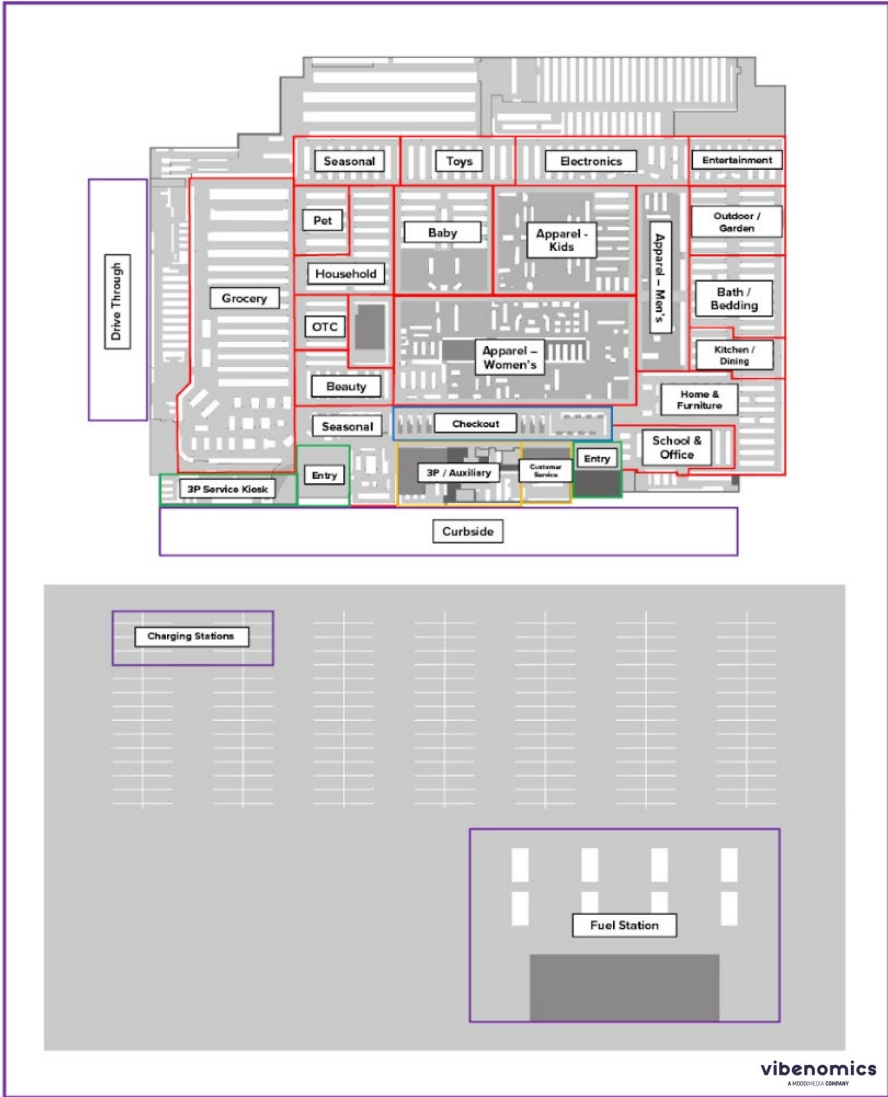 Seasonal
Toys
Electronics
Entertainment
Pet
Baby
Apparel -
Kids
Apparel – Men's
Outdoor /
Garden
Drive Through
Grocery
Household
Bath /
Bedding
OTC
Apparel –
Women's
Kitchen /
Dining
Beauty
Home &
Furniture
Seasonal
Checkout
School &
Office
3P Service Kiosk
Entry
3P / Auxiliary
Customer
Service
Entry
Curbside
Charging Stations
Fuel Station
vibenomics
A MOOD:MEDIA COMPANY